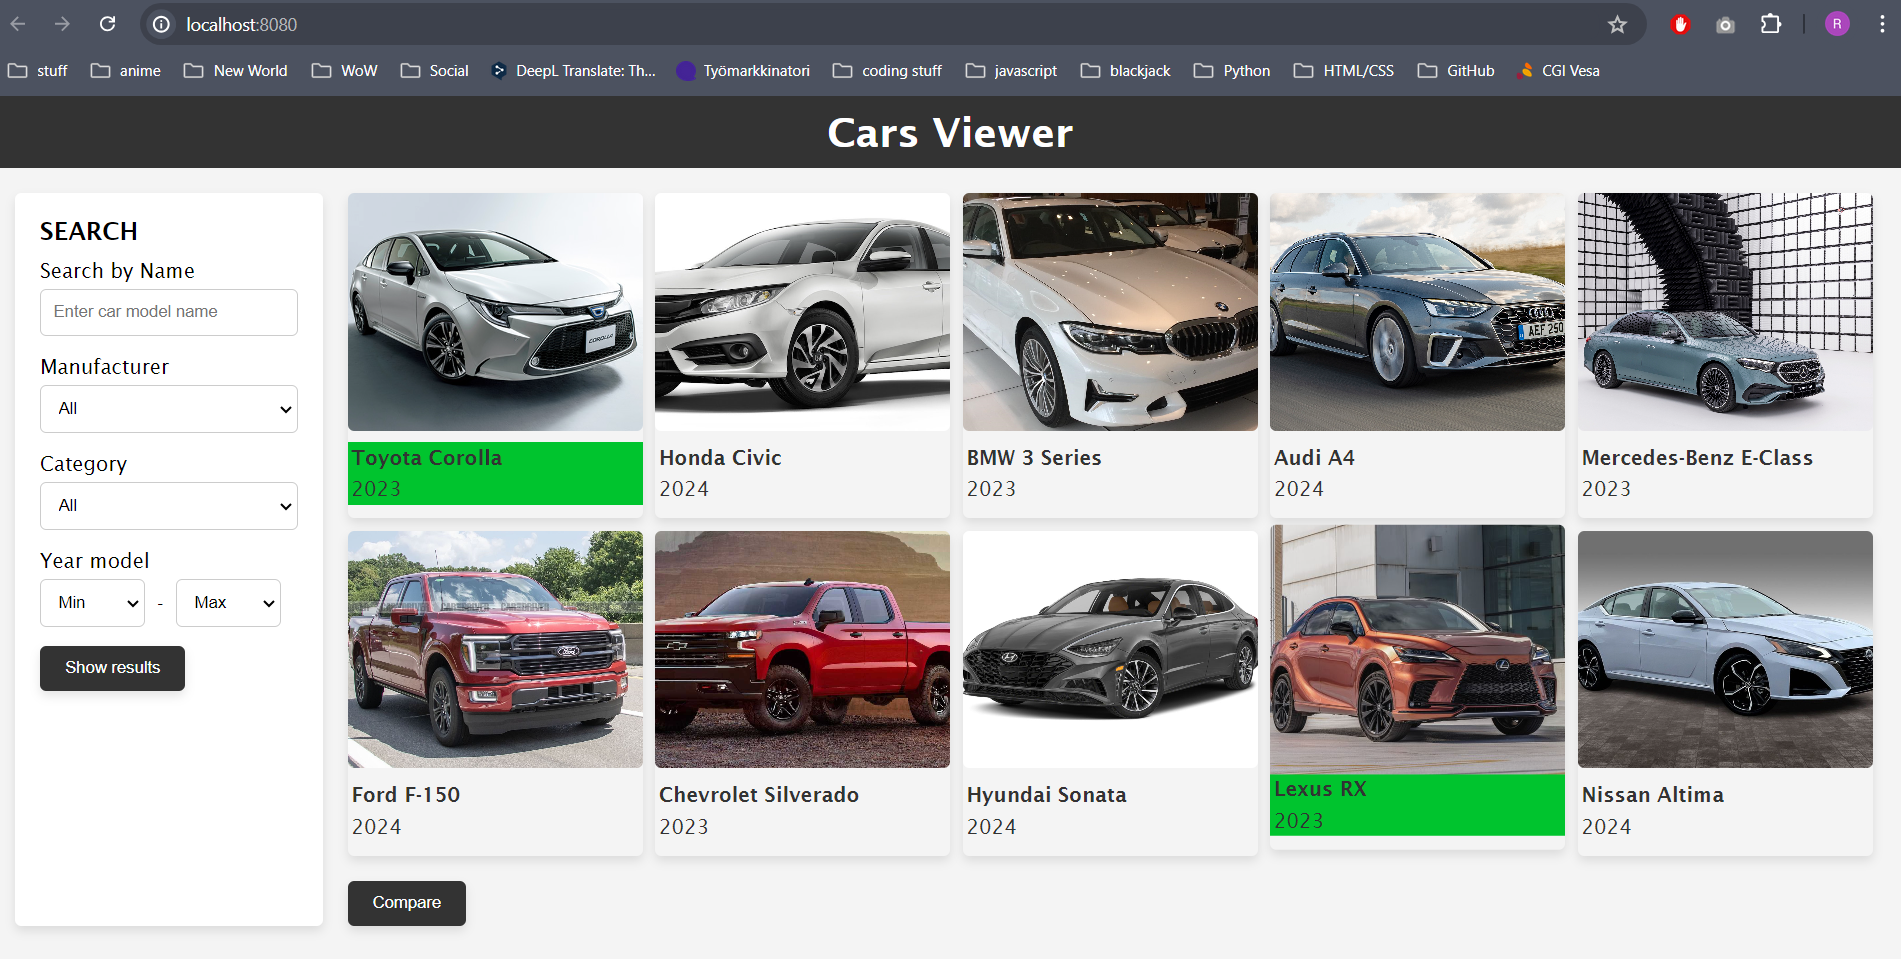 localhost:8080
R
stuff
anime
New World
WoW
Social
DeepL Translate: Th...
Työmarkkinatori
coding stuff
javascript
blackjack
Python
HTML/CSS
GitHub
CGI Vesa
Cars Viewer
SEARCH
Search by Name
Enter car model name
Manufacturer
All
Category
All
Year model
Min - Max
Show results
COROLLA
Toyota Corolla
2023
Honda Civic
2024
BMW 3 Series
2023
AEF 250
Audi A4
2024
Mercedes-Benz E-Class
2023
Ford
Ford F-150
2024
Chevrolet Silverado
2023
Hyundai Sonata
2024
Lexus RX
2023
Nissan Altima
2024
Compare